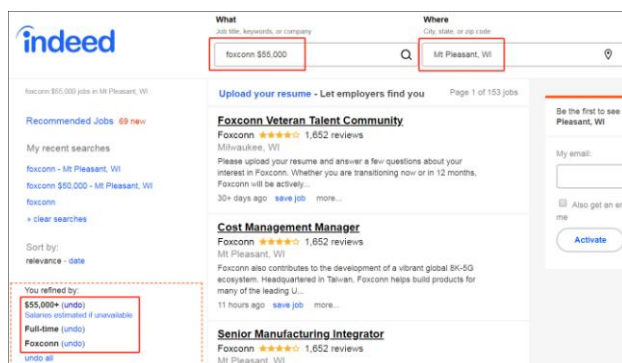 What
Job title, keywords, or company
Where
City, state, or zip code
indeed
foxconn $55,000
Mt Pleasant, WI
foxconn $55,000 jobs in Mt Pleasant, WI
Recommended Jobs 69 new
My recent searches
foxconn - Mt Pleasant, WI
foxconn $50,000 - Mt Pleasant, WI
foxconn
» clear searches
Sort by:
relevance - date
You refined by:
$55,000+ (undo)
Salaries estimated if unavailable
Full-time (undo)
Foxconn (undo)
undo all
Upload your resume - Let employers find you
Page 1 of 153 jobs
Foxconn Veteran Talent Community
Foxconn 1,652 reviews
Milwaukee, WI
Please upload your resume and answer a few questions about your
interest in Foxconn. Whether you are transitioning now or in 12 months,
Foxconn will be actively...
30+ days ago save job more...
Cost Management Manager
Foxconn 1,652 reviews
Mt Pleasant, WI
Foxconn also contributes to the development of a vibrant global 8K-5G
ecosystem. Headquartered in Taiwan, Foxconn helps build products for
many of the leading U...
11 hours ago save job more...
Senior Manufacturing Integrator
Foxconn 1,652 reviews
Mt Pleasant, WI
Be the first to see
Pleasant, WI
My email:
Also get an em
me
Activate